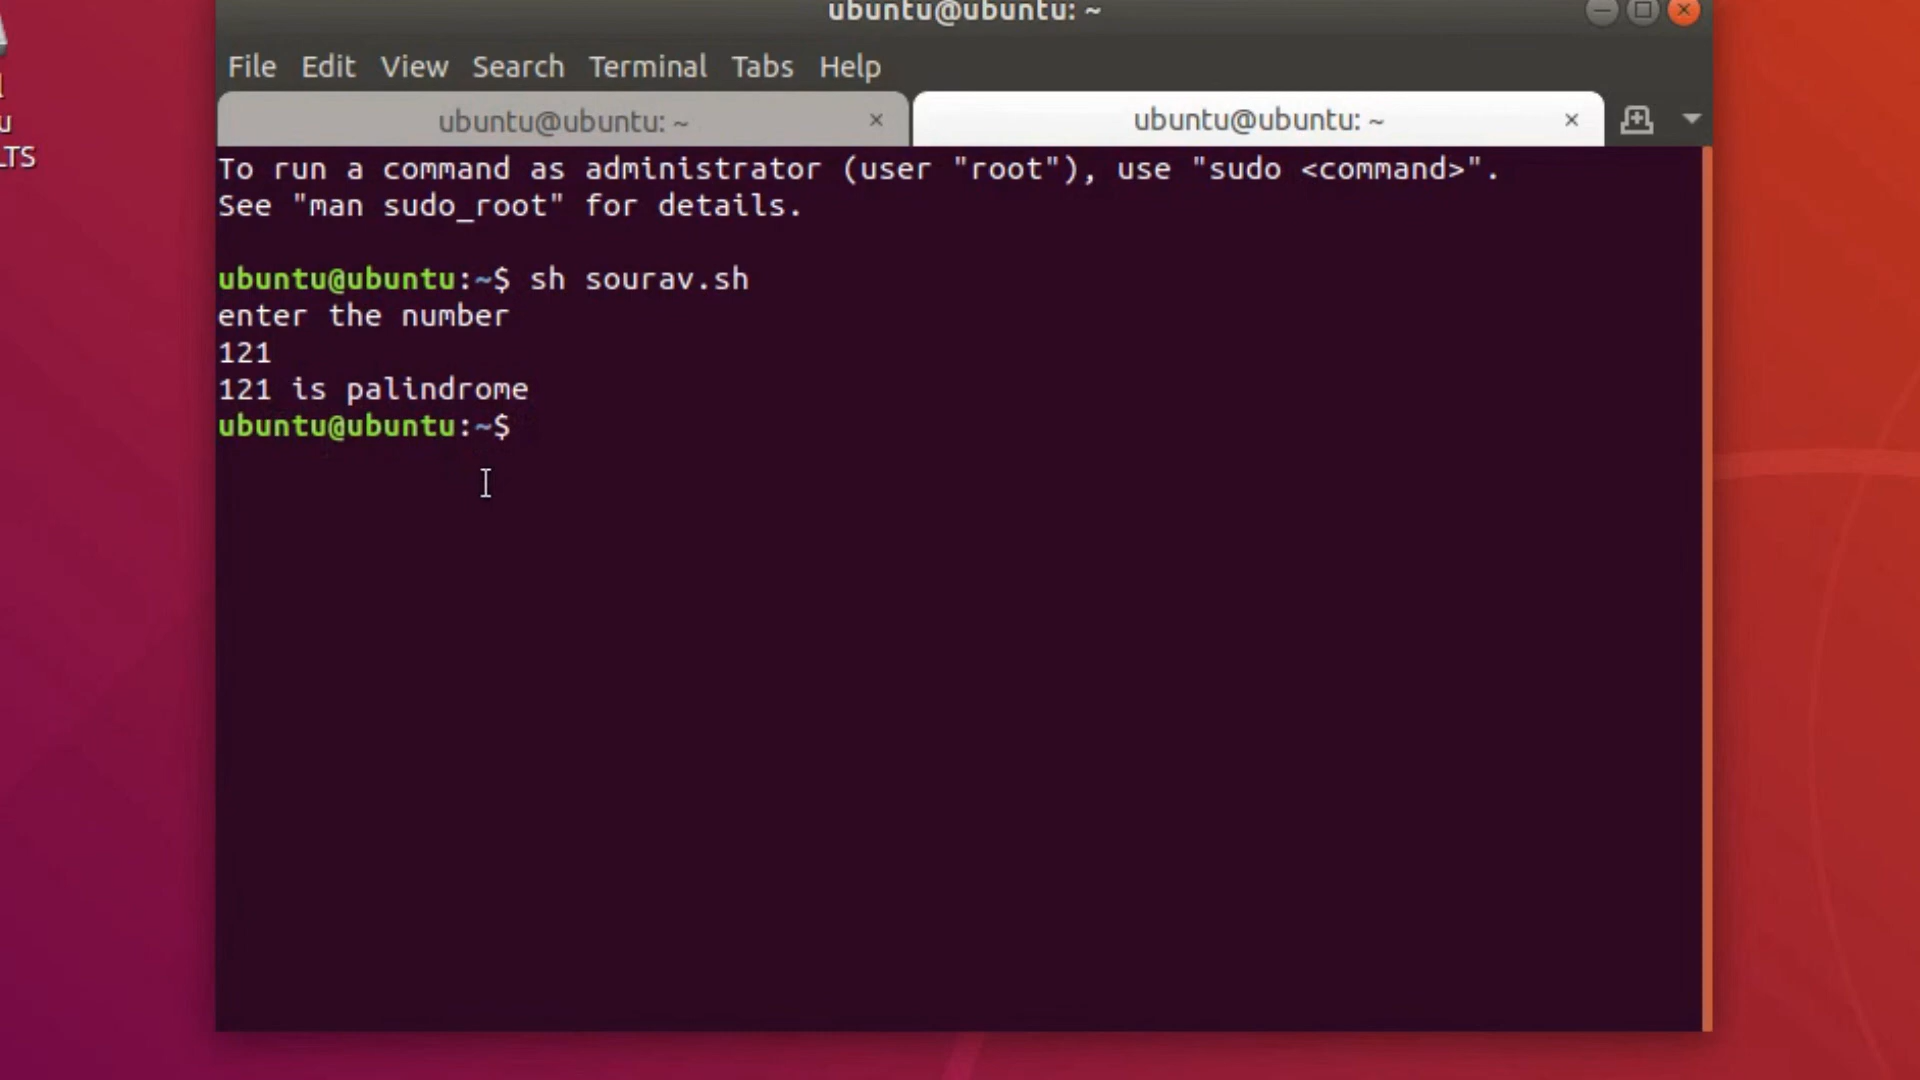 ubuntu@ubuntu: ~
File Edit View Search Terminal Tabs Help
ubuntu@ubuntu: ~ × ubuntu@ubuntu: ~ ×
To run a command as administrator (user "root"), use "sudo <command>".
See "man sudo_root" for details.
ubuntu@ubuntu:~$ sh sourav.sh
enter the number
121
121 is palindrome
ubuntu@ubuntu:~$
LTS